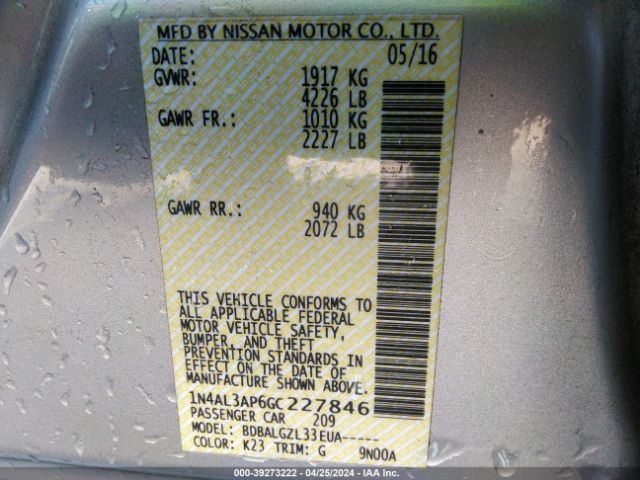 MFD BY NISSAN MOTOR CO., LTD.
DATE: 05/16
GVWR: 1917 KG
4226 LB
GAWR FR.: 1010 KG
2227 LB
GAWR RR.: 940 KG
2072 LB
THIS VEHICLE CONFORMS TO
ALL APPLICABLE FEDERAL
MOTOR VEHICLE SAFETY,
BUMPER, AND THEFT
PREVENTION STANDARDS IN
EFFECT ON THE DATE OF
MANUFACTURE SHOWN ABOVE.
1N4AL3AP6GC227846
PASSENGER CAR 209
MODEL: BDBALGZL33EUA-----
COLOR: K23 TRIM: G 9N00A
000-39273222 - 04/25/2024 - IAA Inc.